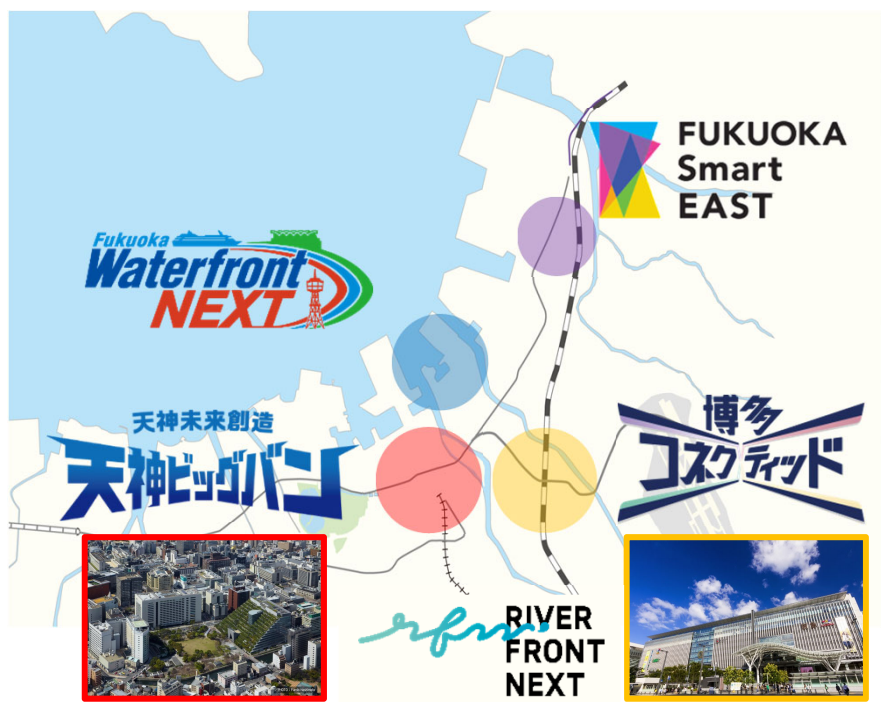 FUKUOKA
Smart
EAST
Fukuoka
Waterfront
NEXT
天神未来創造
天神ビッグバン
博多
コネクティッド
RIVER
FRONT
NEXT